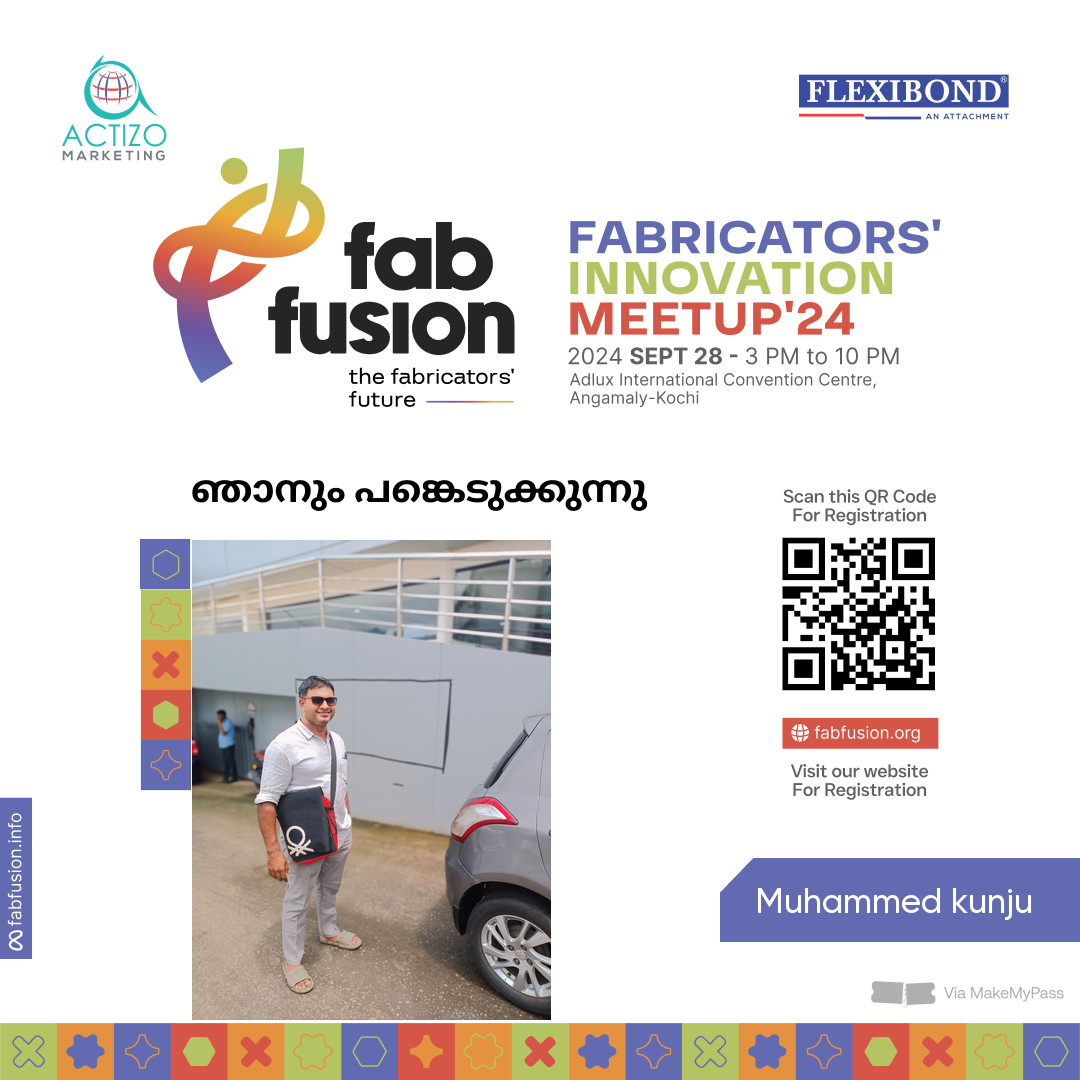 ACTIZO
MARKETING
FLEXIBOND®
AN ATTACHMENT
fab
fusion
the fabricators'
future
FABRICATORS'
INNOVATION
MEETUP'24
2024 SEPT 28 - 3 PM to 10 PM
Adlux International Convention Centre,
Angamaly-Kochi
ഞാനും പങ്കെടുക്കുന്നു
Scan this QR Code
For Registration
fabfusion.org
Visit our website
For Registration
fabfusion.info
Muhammed kunju
Via MakeMyPass